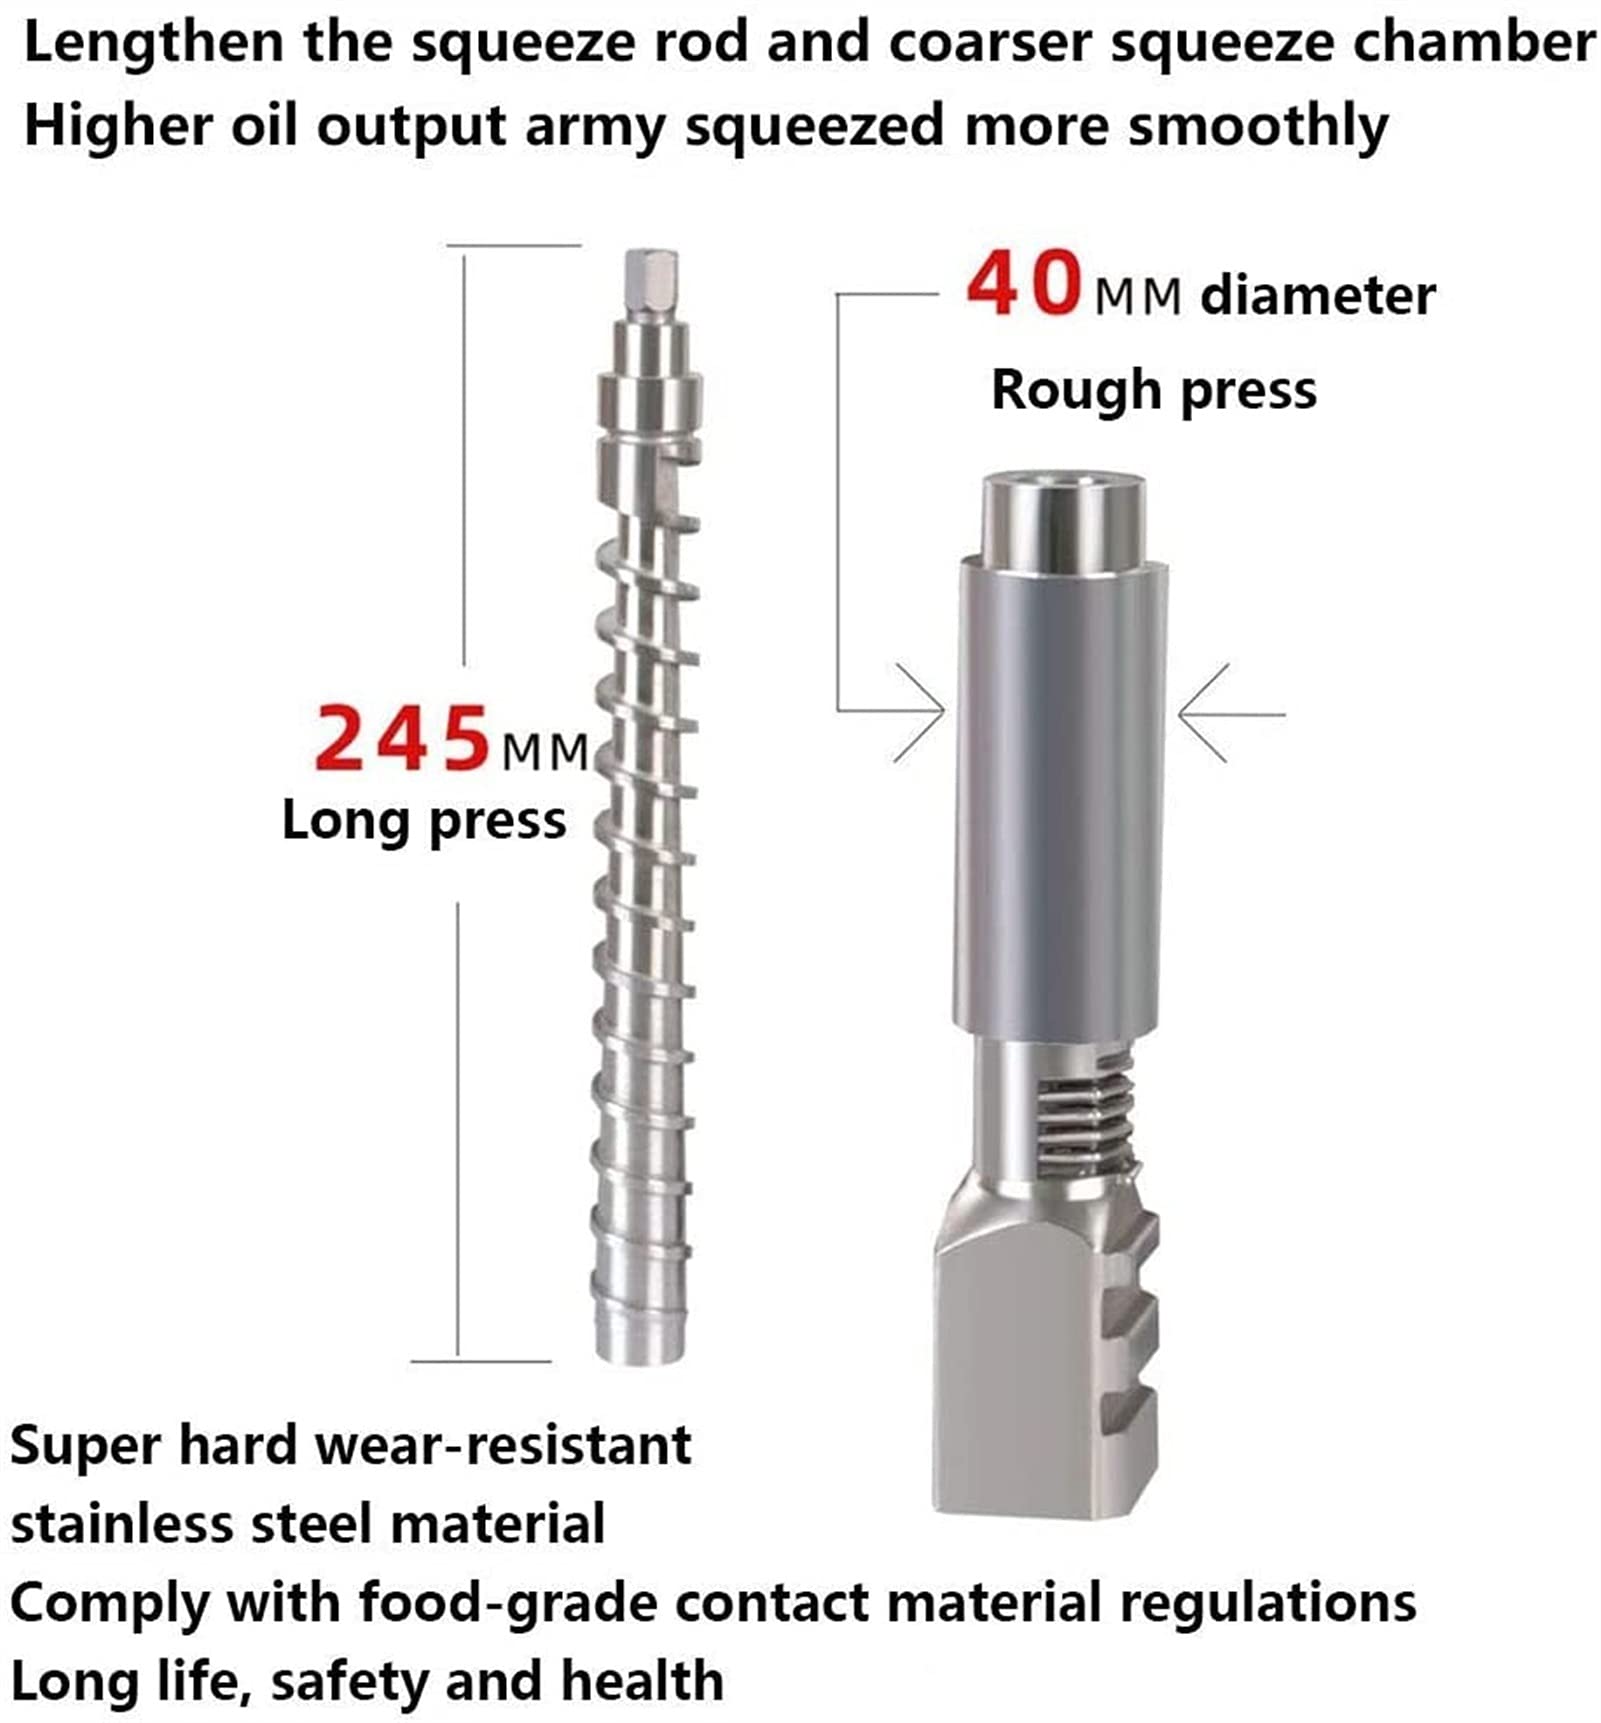 Lengthen the squeeze rod and coarser squeeze chamber
Higher oil output army squeezed more smoothly
40MM diameter
Rough press
245MM
Long press
Super hard wear-resistant
stainless steel material
Comply with food-grade contact material regulations
Long life, safety and health